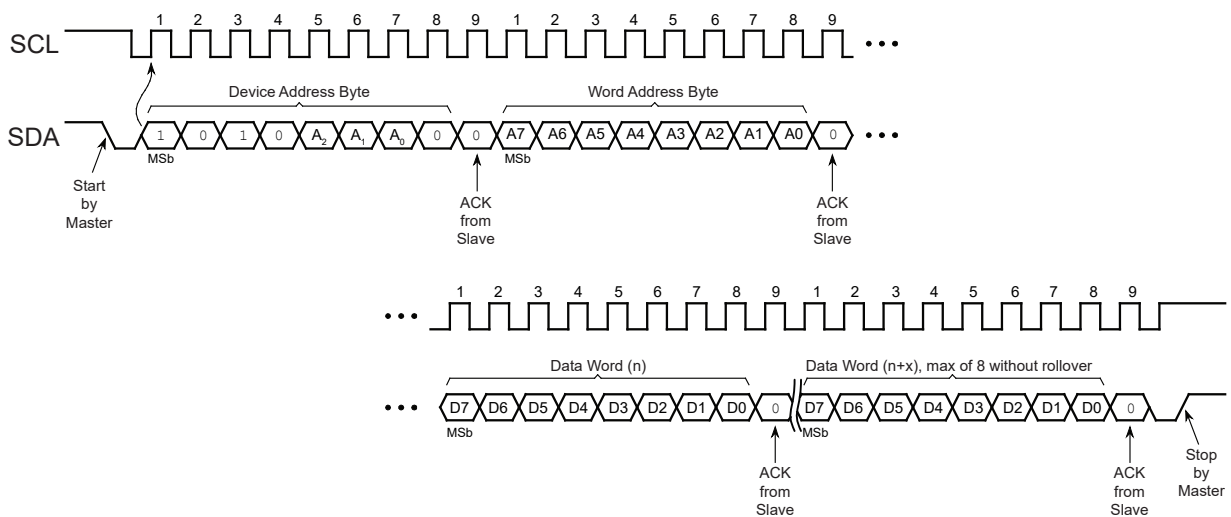 1 2 3 4 5 6 7 8 9 1 2 3 4 5 6 7 8 9
SCL
Device Address Byte Word Address Byte
SDA 1 0 1 0 A2 A1 A0 0 0 A7 A6 A5 A4 A3 A2 A1 A0 0
MSb MSb
Start
by
Master
ACK
from
Slave
ACK
from
Slave
1 2 3 4 5 6 7 8 9 1 2 3 4 5 6 7 8 9
Data Word (n) Data Word (n+x), max of 8 without rollover
D7 D6 D5 D4 D3 D2 D1 D0 0 D7 D6 D5 D4 D3 D2 D1 D0 0
MSb MSb
ACK
from
Slave
ACK
from
Slave
Stop
by
Master